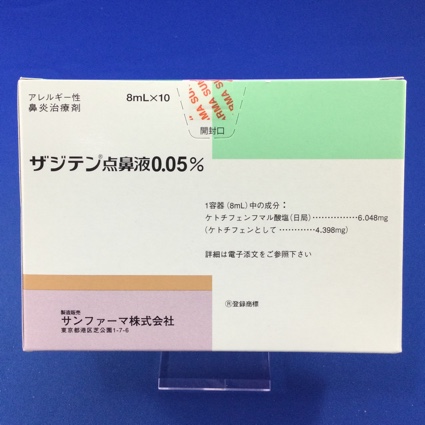 アレルギー性
鼻炎治療剤
8mL×10
SUN
RMA SU
ARMA
開封口
ザジテン®点鼻液0.05%
1容器(8mL)中の成分:
ケトチフェンフマル酸塩(日局)……………6.048mg
(ケトチフェンとして …………4.398mg)
詳細は電子添文をご参照下さい
Ⓡ登録商標
製造販売
サンファーマ株式会社
東京都港区芝公園1-7-6